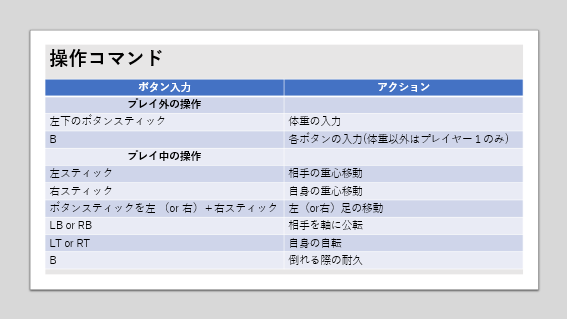 操作コマンド
ボタン入力 アクション
プレイ外の操作
左下のボタンスティック 体重の入力
B 各ボタンの入力(体重以外はプレイヤー１のみ)
プレイ中の操作
左スティック 相手の重心移動
右スティック 自身の重心移動
ボタンスティックを左 （or 右）＋右スティック 左（or右）足の移動
LB or RB 相手を軸に公転
LT or RT 自身の自転
B 倒れる際の耐久